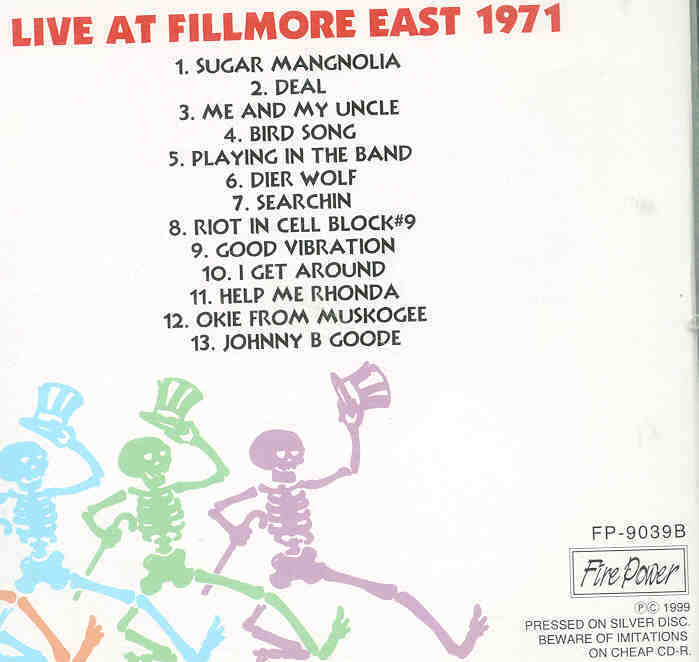 LIVE AT FILLMORE EAST 1971
1. SUGAR MANGNOLIA
2. DEAL
3. ME AND MY UNCLE
4. BIRD SONG
5. PLAYING IN THE BAND
6. DIER WOLF
7. SEARCHIN
8. RIOT IN CELL BLOCK#9
9. GOOD VIBRATION
10. I GET AROUND
11. HELP ME RHONDA
12. OKIE FROM MUSKOGEE
13. JOHNNY B GOODE
FP-9039B
Fire Power
℗© 1999
PRESSED ON SILVER DISC.
BEWARE OF IMITATIONS
ON CHEAP CD-R.